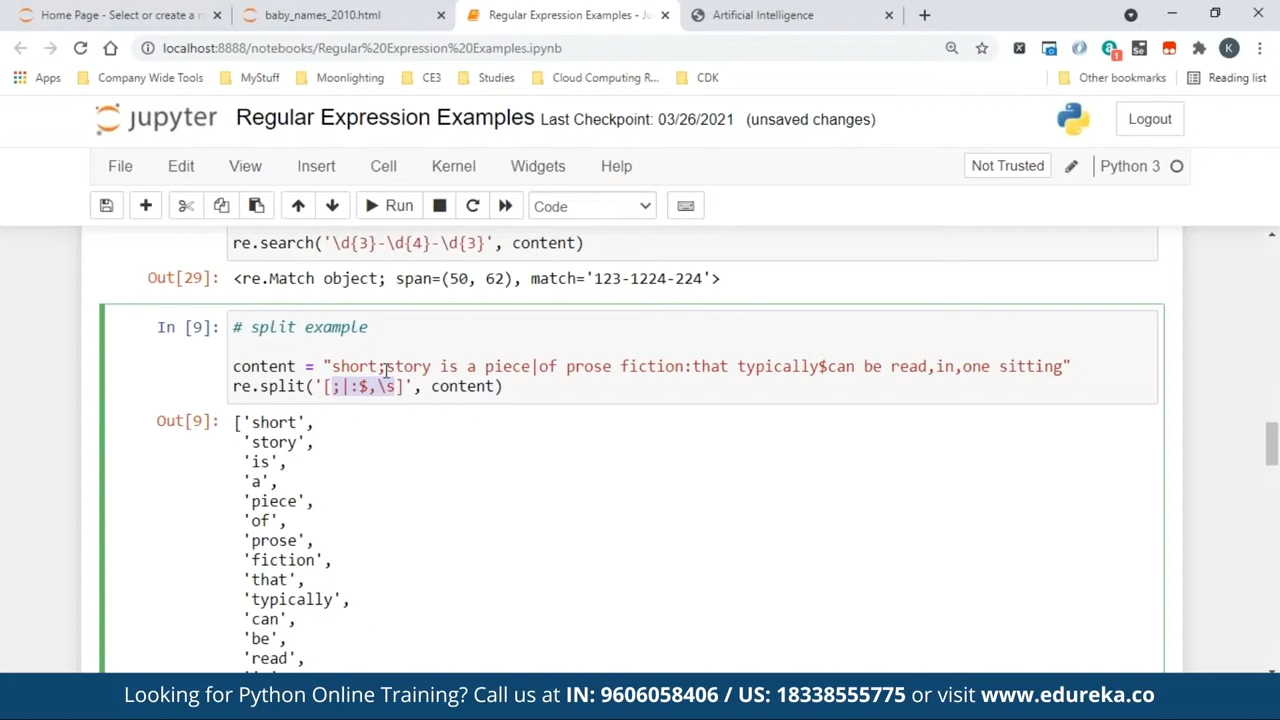 Home Page - Select or create a n
baby_names_2010.html
Regular Expression Examples - Ju
Artificial Intelligence
localhost:8888/notebooks/Regular%20Expression%20Examples.ipynb
Apps
Company Wide Tools
MyStuff
Moonlighting
CE3
Studies
Cloud Computing R...
CDK
Other bookmarks
Reading list
jupyter Regular Expression Examples Last Checkpoint: 03/26/2021 (unsaved changes)
Logout
File Edit View Insert Cell Kernel Widgets Help
Not Trusted
Python 3
Run
Code
re.search('\d{3}-\d{4}-\d{3}', content)
Out[29]: <re.Match object; span=(50, 62), match='123-1224-224'>
In [9]: # split example
content = "short;story is a piece|of prose fiction:that typically$can be read,in,one sitting"
re.split('[;|:$,\s]', content)
Out[9]: ['short',
'story',
'is',
'a',
'piece',
'of',
'prose',
'fiction',
'that',
'typically',
'can',
'be',
'read',
Looking for Python Online Training? Call us at IN: 9606058406 / US: 18338555775 or visit www.edureka.co